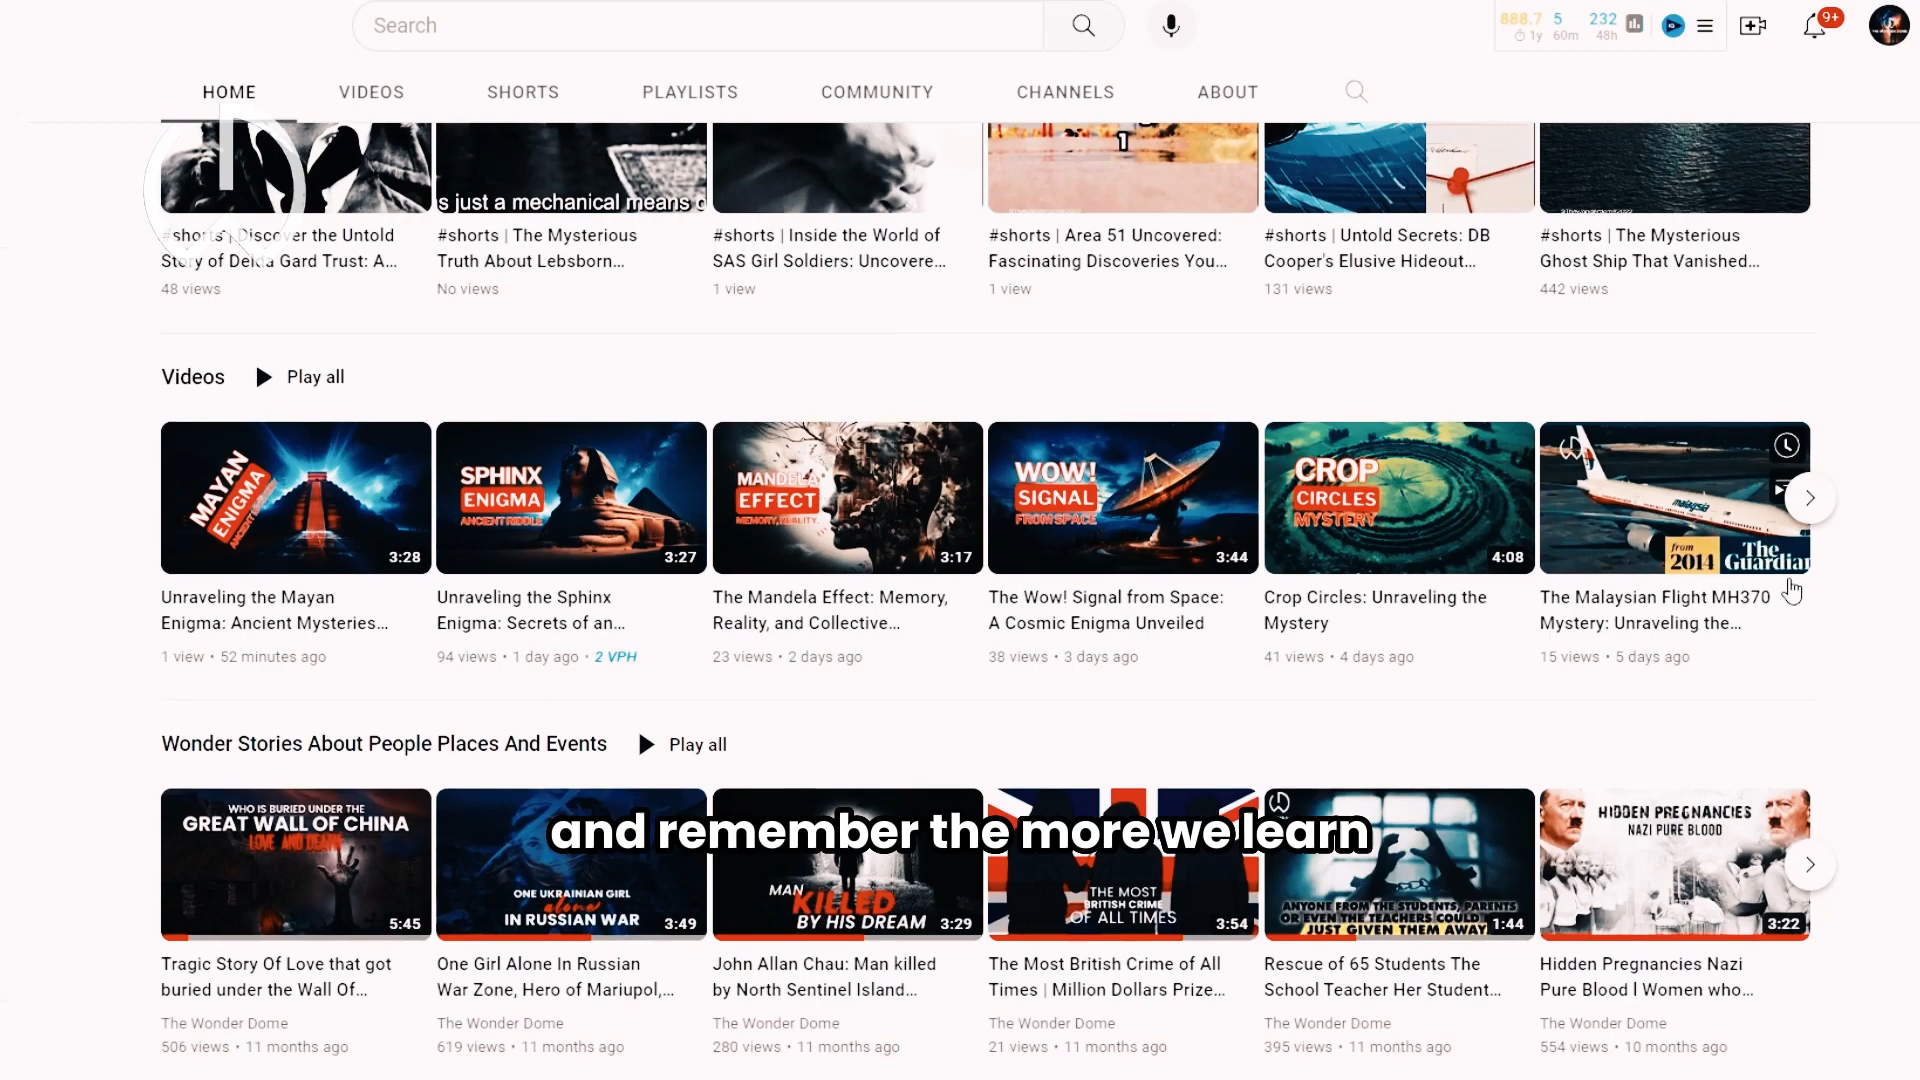 Search
888.7 5 232
1y 60m 48h
9+
HOME VIDEOS SHORTS PLAYLISTS COMMUNITY CHANNELS ABOUT
s just a mechanical means
1
#shorts | Discover the Untold
Story of Deida Gard Trust: A...
48 views
#shorts | The Mysterious
Truth About Lebsborn...
No views
#shorts | Inside the World of
SAS Girl Soldiers: Uncovere...
1 view
#shorts | Area 51 Uncovered:
Fascinating Discoveries You...
1 view
#shorts | Untold Secrets: DB
Cooper's Elusive Hideout...
131 views
#shorts | The Mysterious
Ghost Ship That Vanished...
442 views
Videos Play all
MAYAN
ENIGMA
3:28
SPHINX
ENIGMA
ANCIENT RIDDLE
3:27
MANDELA
EFFECT
MEMORY, REALITY,
3:17
WOW!
SIGNAL
FROM SPACE
3:44
CROP
CIRCLES
MYSTERY
4:08
malaysia
from
2014
The
Guardian
Unraveling the Mayan
Enigma: Ancient Mysteries...
1 view • 52 minutes ago
Unraveling the Sphinx
Enigma: Secrets of an...
94 views • 1 day ago • 2 VPH
The Mandela Effect: Memory,
Reality, and Collective...
23 views • 2 days ago
The Wow! Signal from Space:
A Cosmic Enigma Unveiled
38 views • 3 days ago
Crop Circles: Unraveling the
Mystery
41 views • 4 days ago
The Malaysian Flight MH370
Mystery: Unraveling the...
15 views • 5 days ago
Wonder Stories About People Places And Events Play all
WHO IS BURIED UNDER THE
GREAT WALL OF CHINA
LOVE AND DEATH
5:45
ONE UKRAINIAN GIRL
alone
IN RUSSIAN WAR
3:49
MAN
KILLED
BY HIS DREAM
3:29
THE MOST
BRITISH CRIME
OF ALL TIMES
3:54
ANYONE FROM THE STUDENTS, PARENTS
OR EVEN THE TEACHERS COULD
JUST GIVEN THEM AWAY
1:44
HIDDEN PREGNANCIES
NAZI PURE BLOOD
3:22
and remember the more we learn
Tragic Story Of Love that got
buried under the Wall Of...
The Wonder Dome
506 views • 11 months ago
One Girl Alone In Russian
War Zone, Hero of Mariupol,...
The Wonder Dome
619 views • 11 months ago
John Allan Chau: Man killed
by North Sentinel Island...
The Wonder Dome
280 views • 11 months ago
The Most British Crime of All
Times | Million Dollars Prize...
The Wonder Dome
21 views • 11 months ago
Rescue of 65 Students The
School Teacher Her Student...
The Wonder Dome
395 views • 11 months ago
Hidden Pregnancies Nazi
Pure Blood l Women who...
The Wonder Dome
554 views • 10 months ago